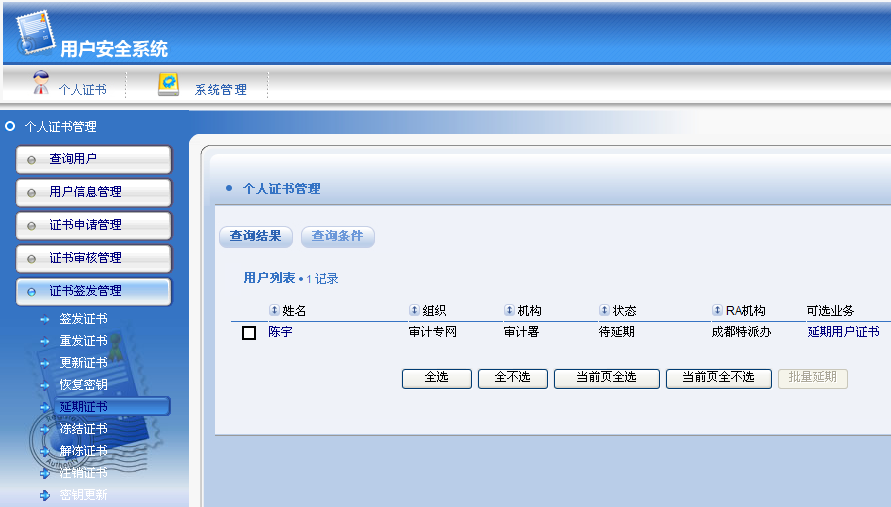 用户安全系统
个人证书 系统管理
个人证书管理
查询用户
用户信息管理
证书申请管理
证书审核管理
证书签发管理
签发证书
重发证书
更新证书
恢复密钥
延期证书
冻结证书
解冻证书
注销证书
密钥更新
个人证书管理
查询结果 查询条件
用户列表 • 1 记录
姓名 组织 机构 状态 RA机构 可选业务
陈宇 审计专网 审计署 待延期 成都特派办 延期用户证书
全选 全不选 当前页全选 当前页全不选 批量延期
Authority